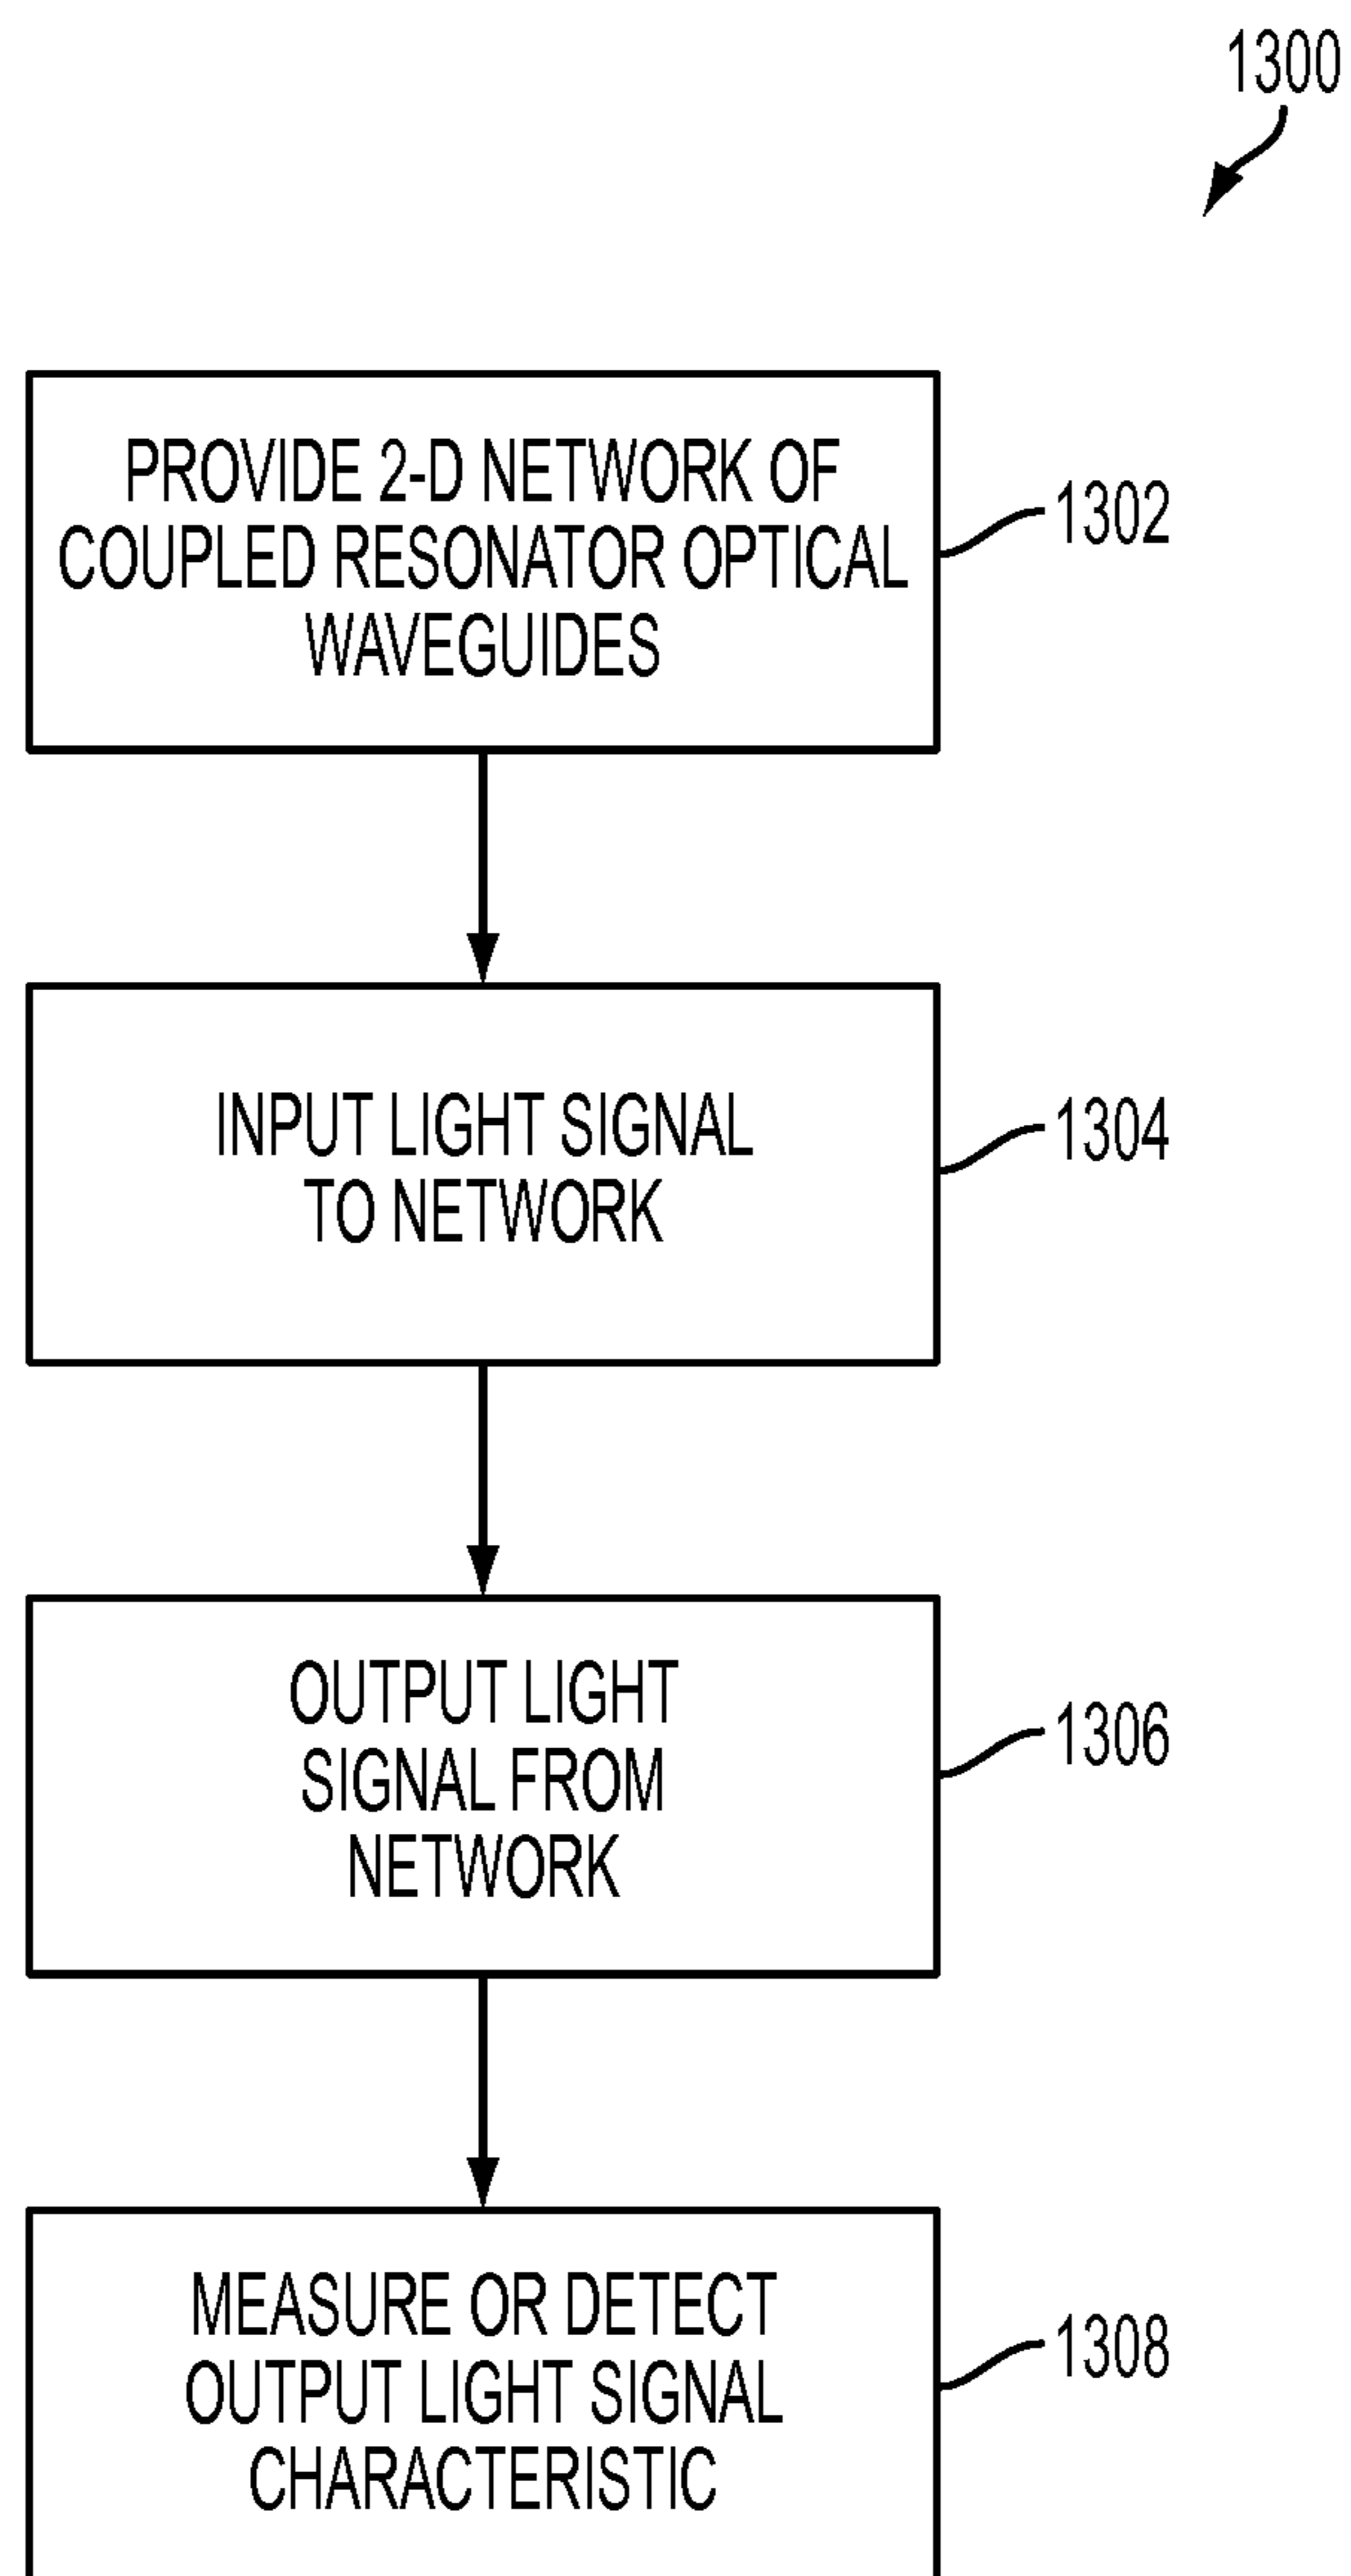 1300
PROVIDE 2-D NETWORK OF
COUPLED RESONATOR OPTICAL
WAVEGUIDES
1302
INPUT LIGHT SIGNAL
TO NETWORK
1304
OUTPUT LIGHT
SIGNAL FROM
NETWORK
1306
MEASURE OR DETECT
OUTPUT LIGHT SIGNAL
CHARACTERISTIC
1308